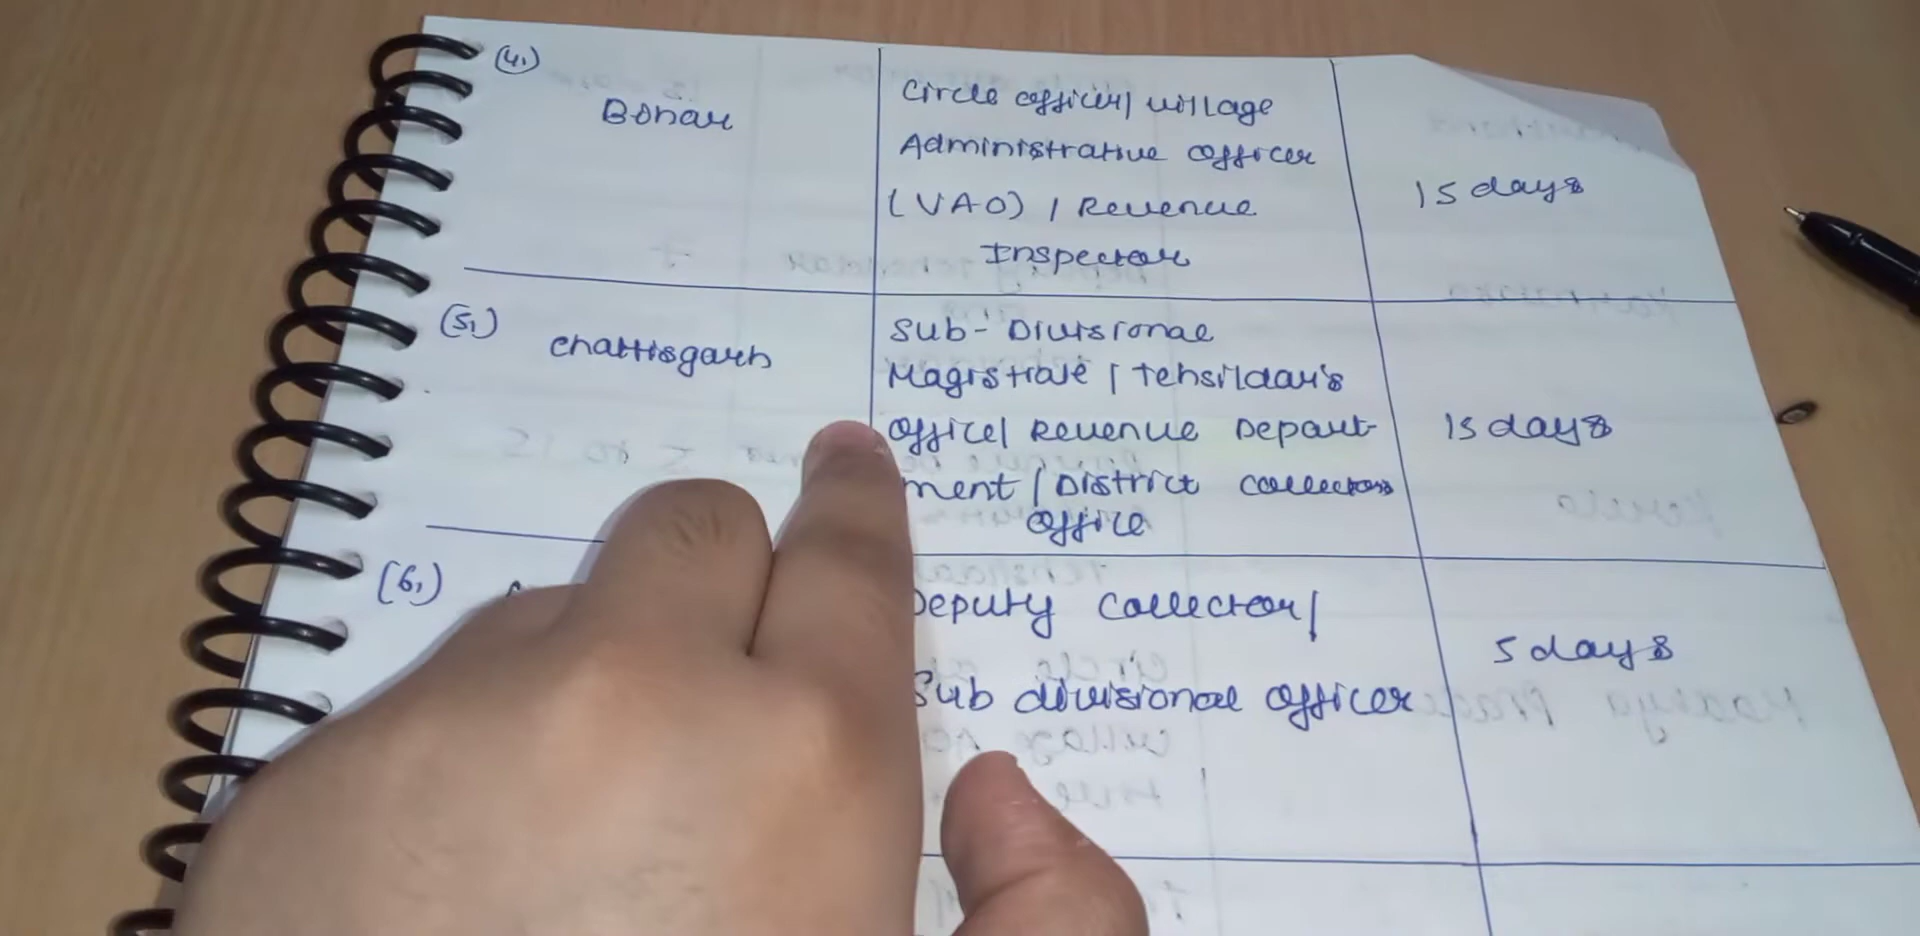 (4,)
Bihar
Circle officer/ village
Administrative officer
(VAO) / Revenue
Inspector
15 days
(5,)
Chattisgarh
Sub-Divisional
Magistrate / Tehsildar's
office/ Revenue Depart-
ment / District collectors
office
15 days
(6,)
Deputy Collector/
Sub divisional officer
5 days